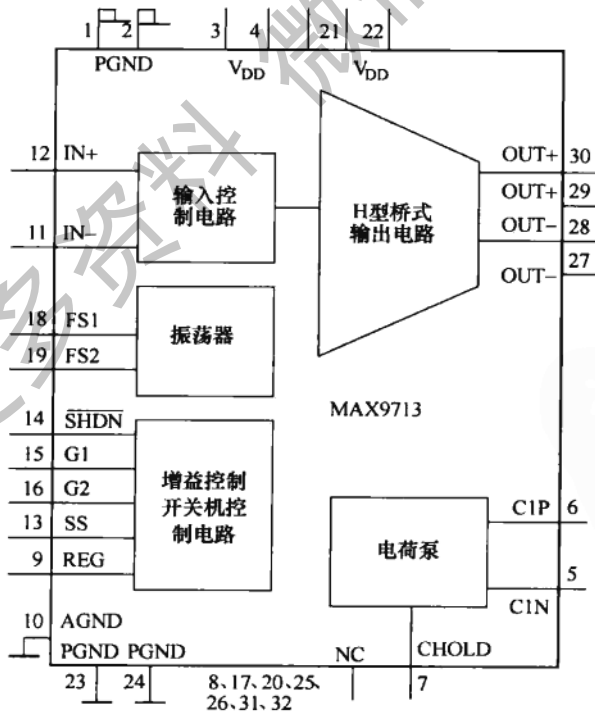 1 2 3 4 21 22
PGND VDD VDD
12 IN+
输入控
制电路
11 IN−
H型桥式
输出电路
OUT+ 30
OUT+ 29
OUT− 28
OUT− 27
18 FS1
19 FS2
振荡器
MAX9713
14 SHDN
15 G1
16 G2
13 SS
9 REG
增益控制
开关机控
制电路
电荷泵
C1P 6
C1N 5
10 AGND
PGND PGND
23 24
NC
8、17、20、25、
26、31、32
CHOLD
7
多资料